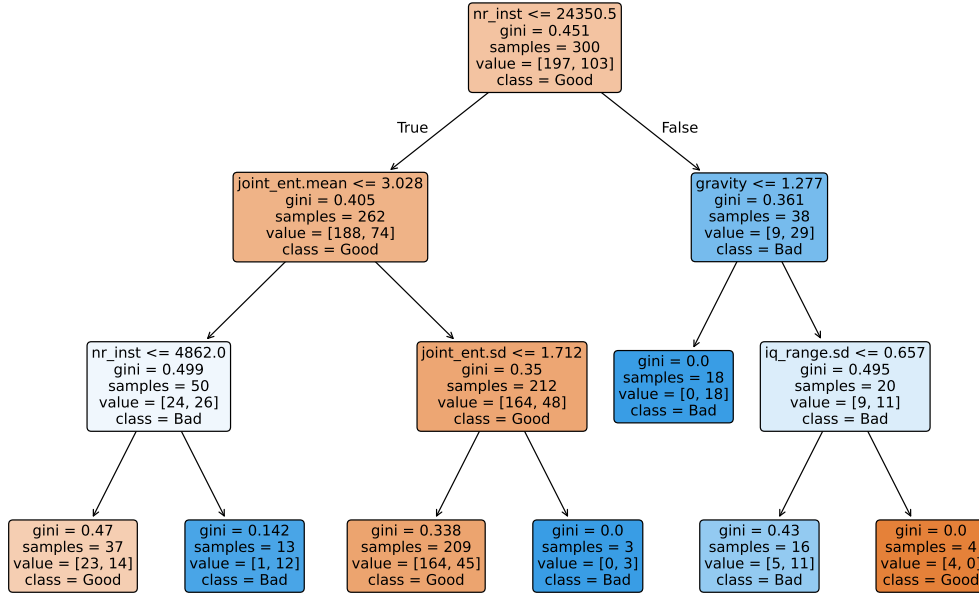 nr_inst <= 24350.5
gini = 0.451
samples = 300
value = [197, 103]
class = Good
True
False
joint_ent.mean <= 3.028
gini = 0.405
samples = 262
value = [188, 74]
class = Good
gravity <= 1.277
gini = 0.361
samples = 38
value = [9, 29]
class = Bad
nr_inst <= 4862.0
gini = 0.499
samples = 50
value = [24, 26]
class = Bad
joint_ent.sd <= 1.712
gini = 0.35
samples = 212
value = [164, 48]
class = Good
gini = 0.0
samples = 18
value = [0, 18]
class = Bad
iq_range.sd <= 0.657
gini = 0.495
samples = 20
value = [9, 11]
class = Bad
gini = 0.47
samples = 37
value = [23, 14]
class = Good
gini = 0.142
samples = 13
value = [1, 12]
class = Bad
gini = 0.338
samples = 209
value = [164, 45]
class = Good
gini = 0.0
samples = 3
value = [0, 3]
class = Bad
gini = 0.43
samples = 16
value = [5, 11]
class = Bad
gini = 0.0
samples = 4
value = [4, 0]
class = Good